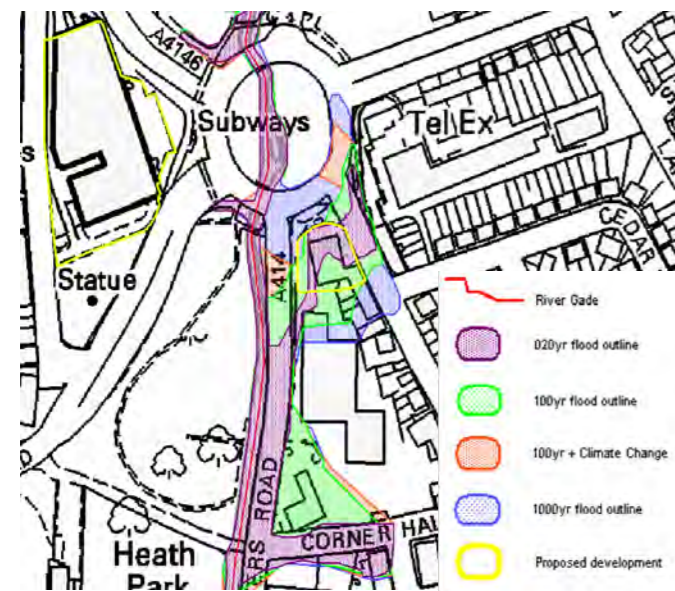 A4146
Subways
Tel Ex
S
CEDAR
Statue
A414
River Gade
020yr flood outline
100yr flood outline
100yr + Climate Change
1000yr flood outline
Proposed development
ERS ROAD
CORNER HAL
Heath
Park